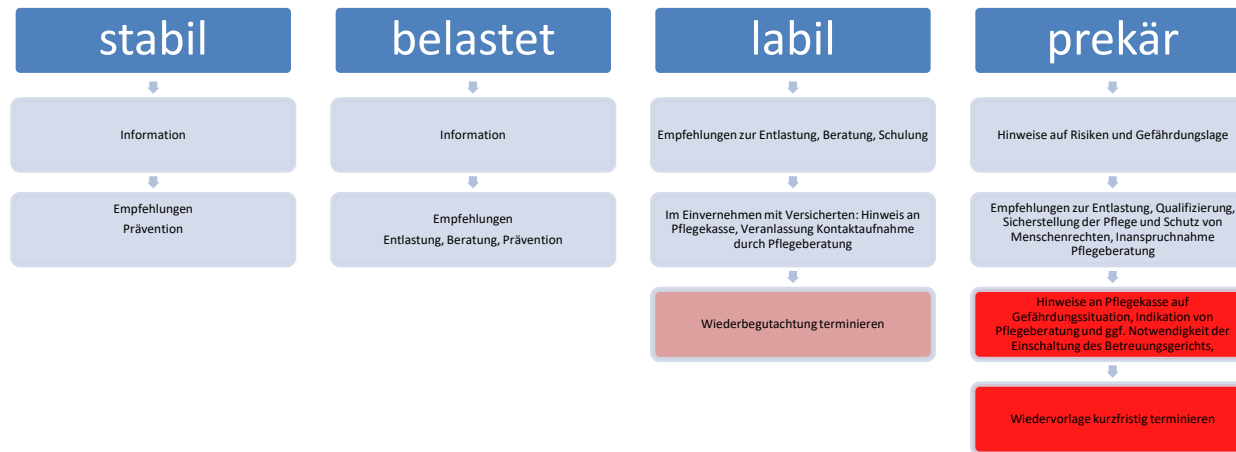 stabil
Information
Empfehlungen
Prävention
belastet
Information
Empfehlungen
Entlastung, Beratung, Prävention
labil
Empfehlungen zur Entlastung, Beratung, Schulung
Im Einvernehmen mit Versicherten: Hinweis an
Pflegekasse, Veranlassung Kontaktaufnahme
durch Pflegeberatung
Wiederbegutachtung terminieren
prekär
Hinweise auf Risiken und Gefährdungslage
Empfehlungen zur Entlastung, Qualifizierung,
Sicherstellung der Pflege und Schutz von
Menschenrechten, Inanspruchnahme
Pflegeberatung
Hinweise an Pflegekasse auf
Gefährdungssituation, Indikation von
Pflegeberatung und ggf. Notwendigkeit der
Einschaltung des Betreuungsgerichts,
Wiedervorlage kurzfristig terminieren